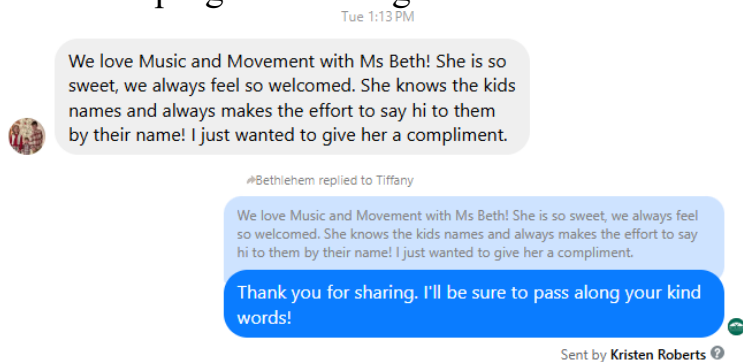 Tue 1:13 PM
We love Music and Movement with Ms Beth! She is so
sweet, we always feel so welcomed. She knows the kids
names and always makes the effort to say hi to them
by their name! I just wanted to give her a compliment.
Bethlehem replied to Tiffany
We love Music and Movement with Ms Beth! She is so sweet, we always feel
so welcomed. She knows the kids names and always makes the effort to say
hi to them by their name! I just wanted to give her a compliment.
Thank you for sharing. I'll be sure to pass along your kind
words!
Sent by Kristen Roberts